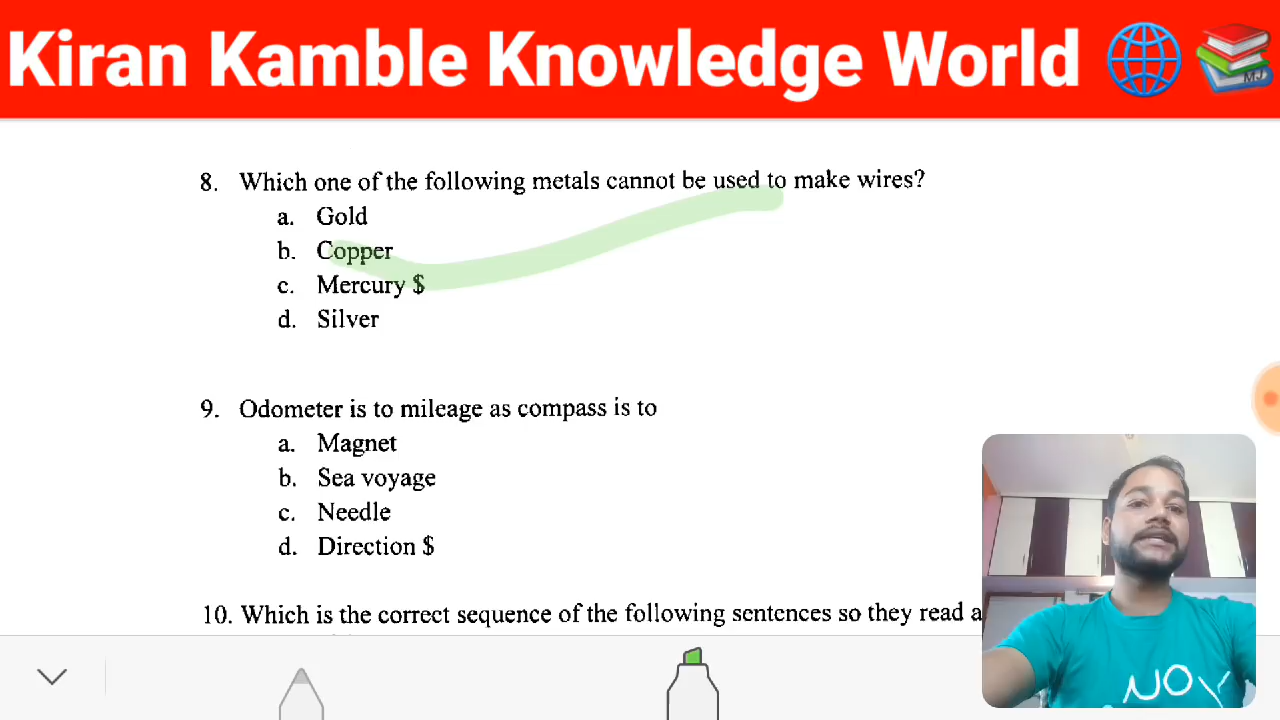 Kiran Kamble Knowledge World
MJ
8. Which one of the following metals cannot be used to make wires?
a. Gold
b. Copper
c. Mercury $
d. Silver
9. Odometer is to mileage as compass is to
a. Magnet
b. Sea voyage
c. Needle
d. Direction $
10. Which is the correct sequence of the following sentences so they read a
NOY